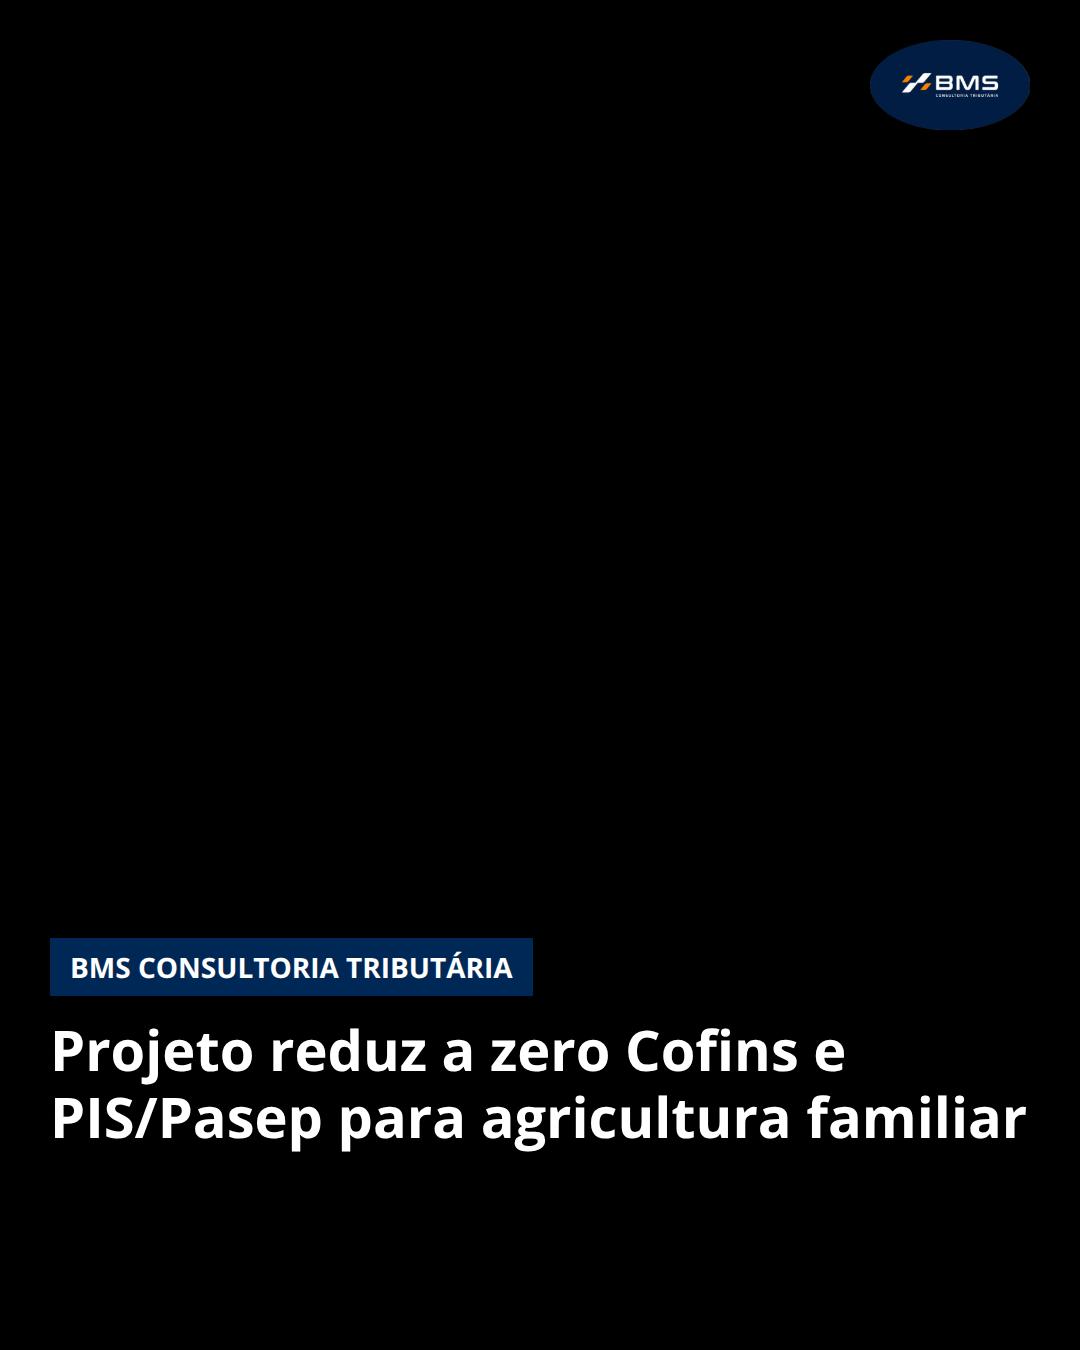 BMS
CONSULTORIA TRIBUTÁRIA
BMS CONSULTORIA TRIBUTÁRIA
Projeto reduz a zero Cofins e
PIS/Pasep para agricultura familiar